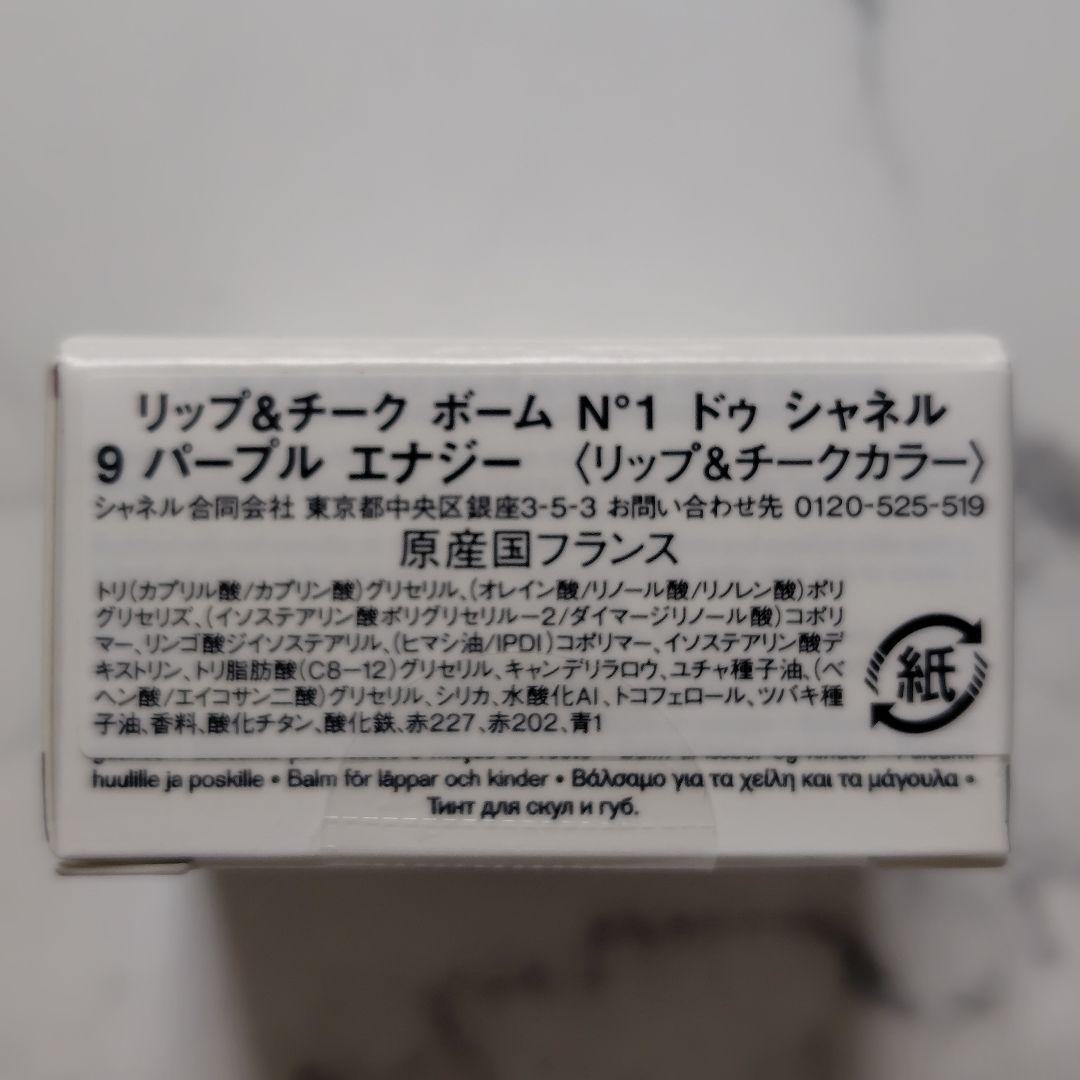 リップ&チーク ボーム N°1 ドゥ シャネル
9 パープル エナジー 〈リップ&チークカラー〉
シャネル合同会社 東京都中央区銀座3-5-3 お問い合わせ先 0120-525-519
原産国フランス
トリ(カプリル酸/カプリン酸)グリセリル、(オレイン酸/リノール酸/リノレン酸)ポリ
グリセリズ、(イソステアリン酸ポリグリセリル－2/ダイマージリノール酸)コポリ
マー、リンゴ酸ジイソステアリル、(ヒマシ油/IPDI)コポリマー、イソステアリン酸デ
キストリン、トリ脂肪酸(C8－12)グリセリル、キャンデリラロウ、ユチャ種子油、(ベ
ヘン酸/エイコサン二酸)グリセリル、シリカ、水酸化Al、トコフェロール、ツバキ種
子油、香料、酸化チタン、酸化鉄、赤227、赤202、青1
紙
huulille ja poskille • Balm för läppar och kinder • Βάλσαμο για τα χείλη και τα μάγουλα •
Тинт для скул и губ.